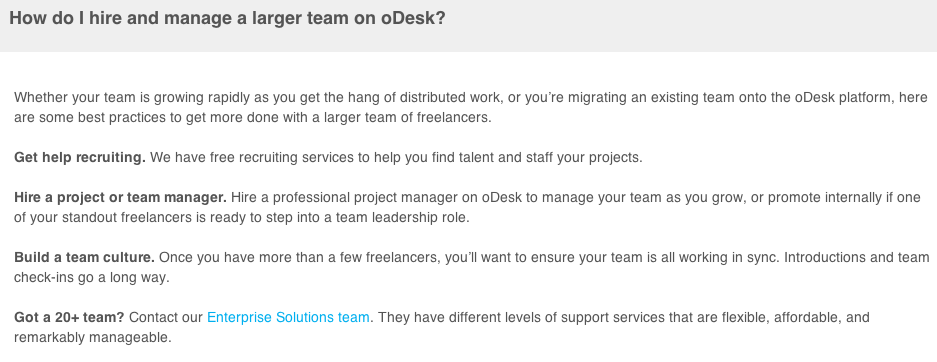 How do I hire and manage a larger team on oDesk?
Whether your team is growing rapidly as you get the hang of distributed work, or you’re migrating an existing team onto the oDesk platform, here
are some best practices to get more done with a larger team of freelancers.
Get help recruiting. We have free recruiting services to help you find talent and staff your projects.
Hire a project or team manager. Hire a professional project manager on oDesk to manage your team as you grow, or promote internally if one
of your standout freelancers is ready to step into a team leadership role.
Build a team culture. Once you have more than a few freelancers, you’ll want to ensure your team is all working in sync. Introductions and team
check-ins go a long way.
Got a 20+ team? Contact our Enterprise Solutions team. They have different levels of support services that are flexible, affordable, and
remarkably manageable.